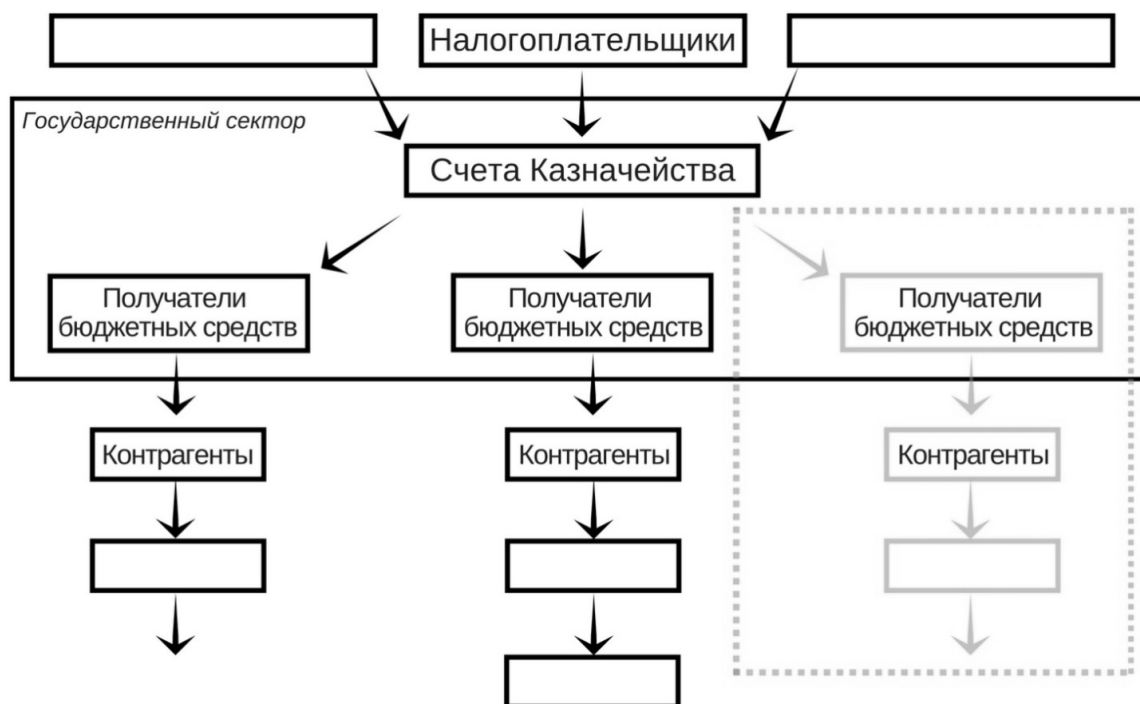 Налогоплательщики
Государственный сектор
Счета Казначейства
Получатели
бюджетных средств
Получатели
бюджетных средств
Получатели
бюджетных средств
Контрагенты
Контрагенты
Контрагенты